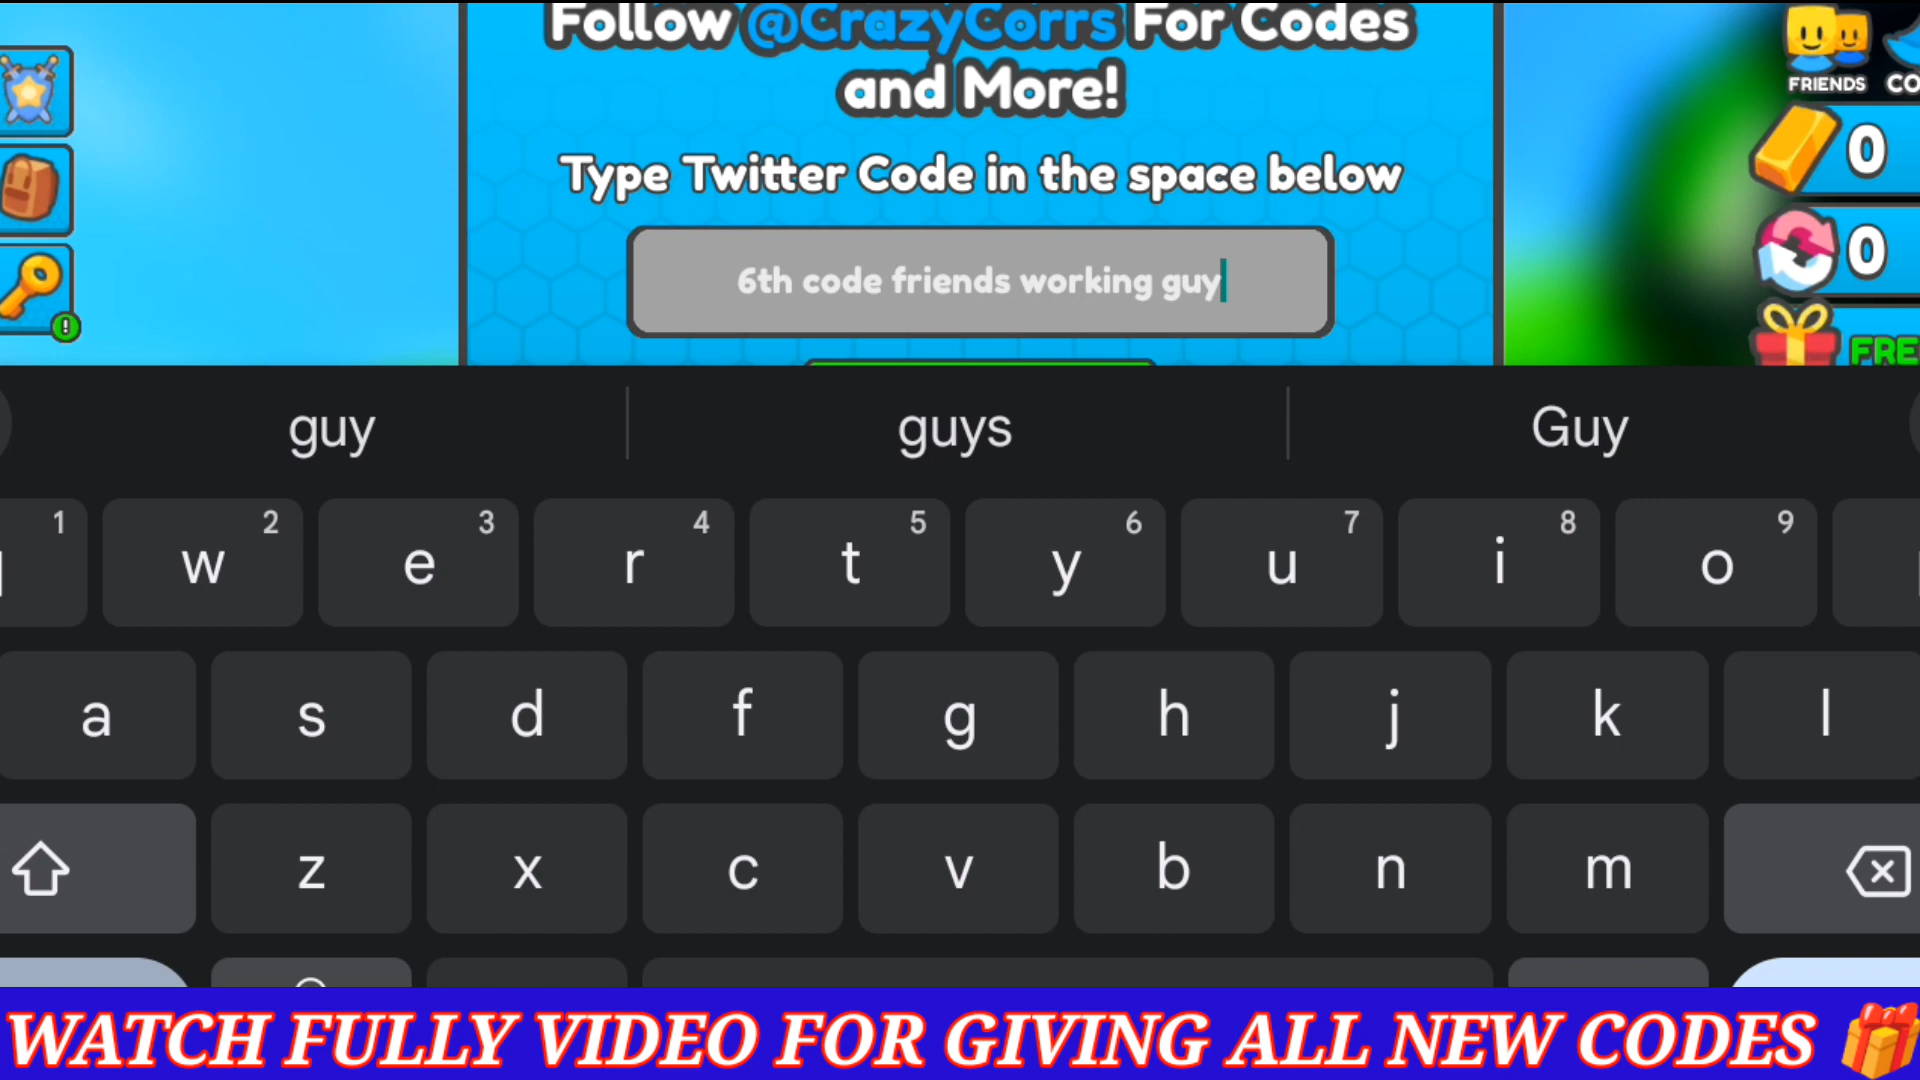 Follow @CrazyCorrs For Codes
and More!
Type Twitter Code in the space below
6th code friends working guy
FRIENDS CO
0
0
FRE
!
guy guys Guy
1 2 3 4 5 6 7 8 9
w e r t y u i o
a s d f g h j k l
z x c v b n m
WATCH FULLY VIDEO FOR GIVING ALL NEW CODES